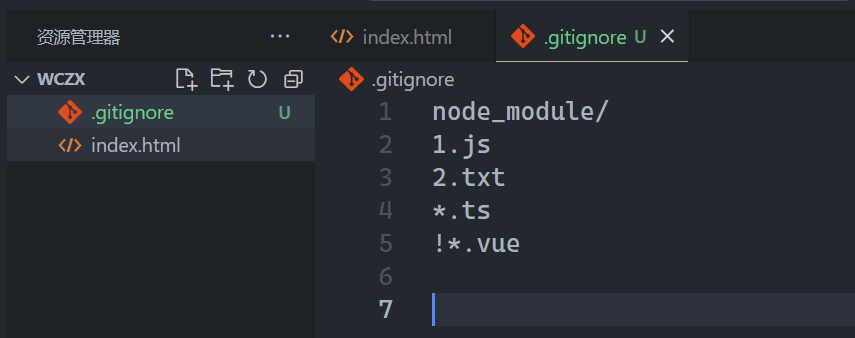 资源管理器 ···
WCZX
.gitignore U
index.html
index.html .gitignore U
.gitignore
1 node_module/
2 1.js
3 2.txt
4 *.ts
5 !*.vue
6
7